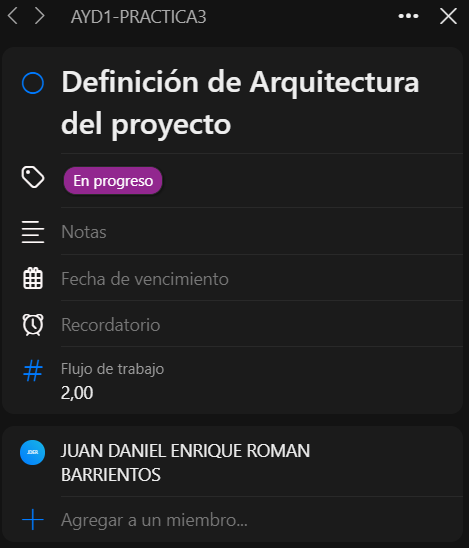 AYD1-PRACTICA3
Definición de Arquitectura
del proyecto
En progreso
Notas
Fecha de vencimiento
Recordatorio
Flujo de trabajo
2,00
JUAN DANIEL ENRIQUE ROMAN
BARRIENTOS
Agregar a un miembro...